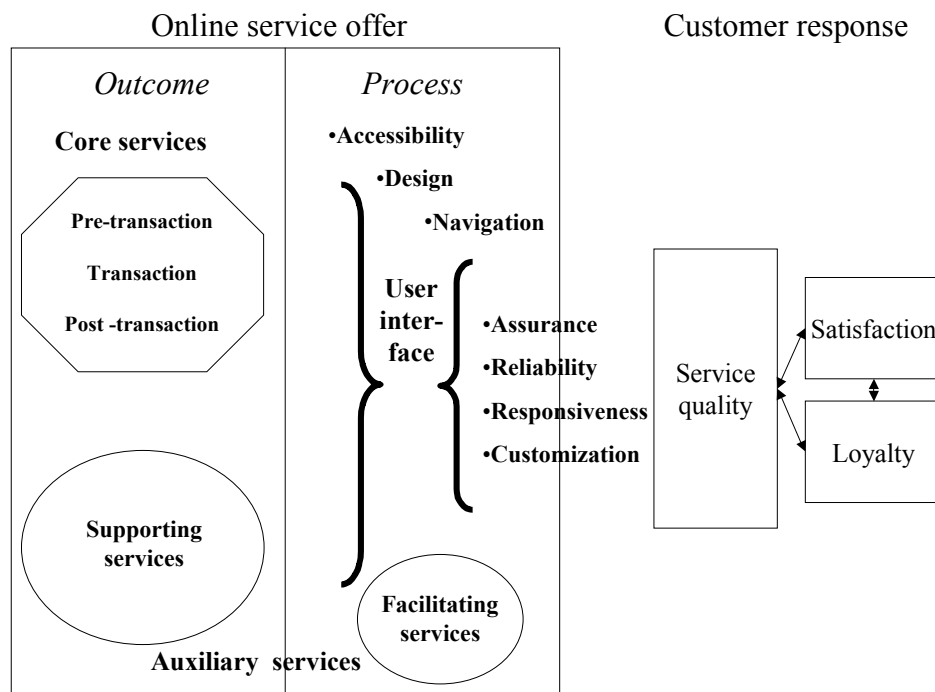 Online service offer
Customer response
Outcome
Process
Core services
•Accessibility
•Design
•Navigation
Pre-transaction
Transaction
Post -transaction
User
inter-
face
•Assurance
•Reliability
•Responsiveness
•Customization
Service
quality
Satisfaction
Loyalty
Supporting
services
Facilitating
services
Auxiliary services